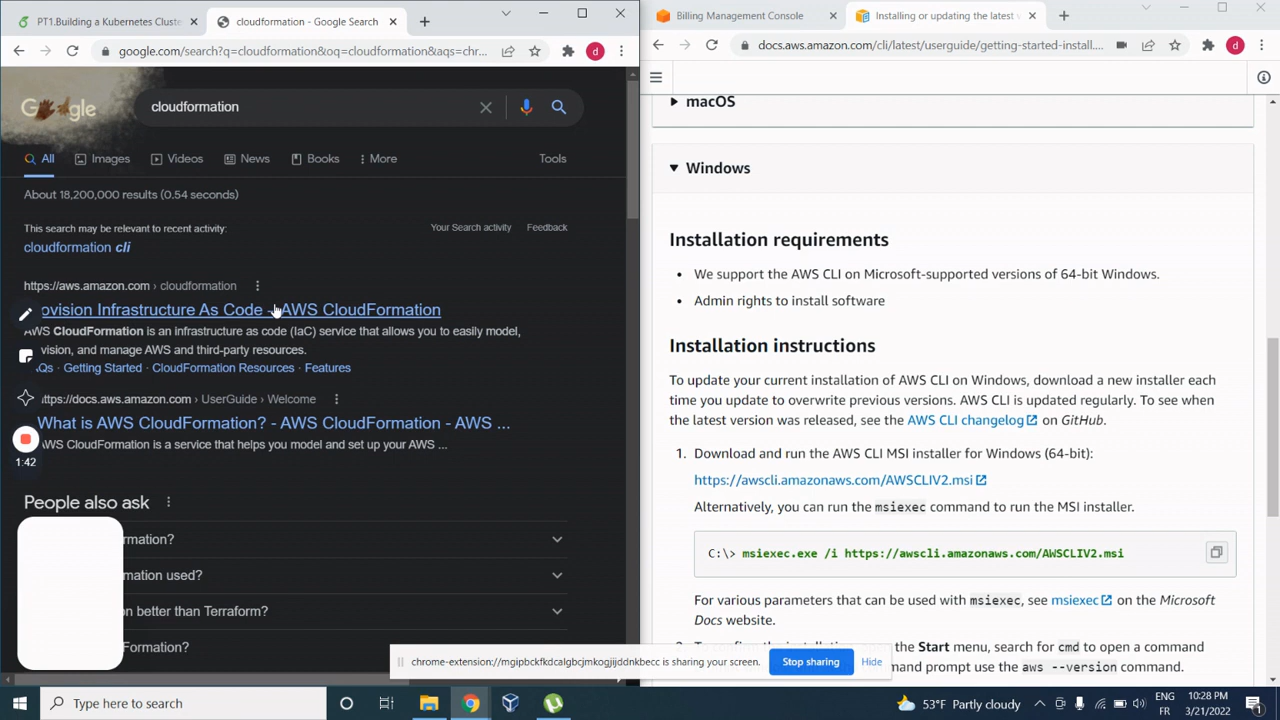 PT1.Building a Kubernetes Cluste
cloudformation - Google Search
google.com/search?q=cloudformation&oq=cloudformation&aqs=chr...
d
Google
cloudformation
All
Images
Videos
News
Books
More
Tools
About 18,200,000 results (0.54 seconds)
This search may be relevant to recent activity:
Your Search activity
Feedback
cloudformation cli
https://aws.amazon.com › cloudformation
ovision Infrastructure As Code - AWS CloudFormation
AWS CloudFormation is an infrastructure as code (IaC) service that allows you to easily model,
vision, and manage AWS and third-party resources.
Qs · Getting Started · CloudFormation Resources · Features
ttps://docs.aws.amazon.com › UserGuide › Welcome
What is AWS CloudFormation? - AWS CloudFormation - AWS ...
AWS CloudFormation is a service that helps you model and set up your AWS ...
1:42
People also ask
rmation?
mation used?
n better than Terraform?
Formation?
Billing Management Console
Installing or updating the latest v
docs.aws.amazon.com/cli/latest/userguide/getting-started-install....
d
macOS
Windows
Installation requirements
• We support the AWS CLI on Microsoft-supported versions of 64-bit Windows.
• Admin rights to install software
Installation instructions
To update your current installation of AWS CLI on Windows, download a new installer each
time you update to overwrite previous versions. AWS CLI is updated regularly. To see when
the latest version was released, see the AWS CLI changelog on GitHub.
1. Download and run the AWS CLI MSI installer for Windows (64-bit):
https://awscli.amazonaws.com/AWSCLIV2.msi
Alternatively, you can run the msiexec command to run the MSI installer.
C:\> msiexec.exe /i https://awscli.amazonaws.com/AWSCLIV2.msi
For various parameters that can be used with msiexec, see msiexec on the Microsoft
Docs website.
the Start menu, search for cmd to open a command
mand prompt use the aws --version command.
chrome-extension://mgipbckfkdcalgbcjmkogjijjddnkbecc is sharing your screen.
Stop sharing
Hide
Type here to search
53°F Partly cloudy
ENG
FR
10:28 PM
3/21/2022
1